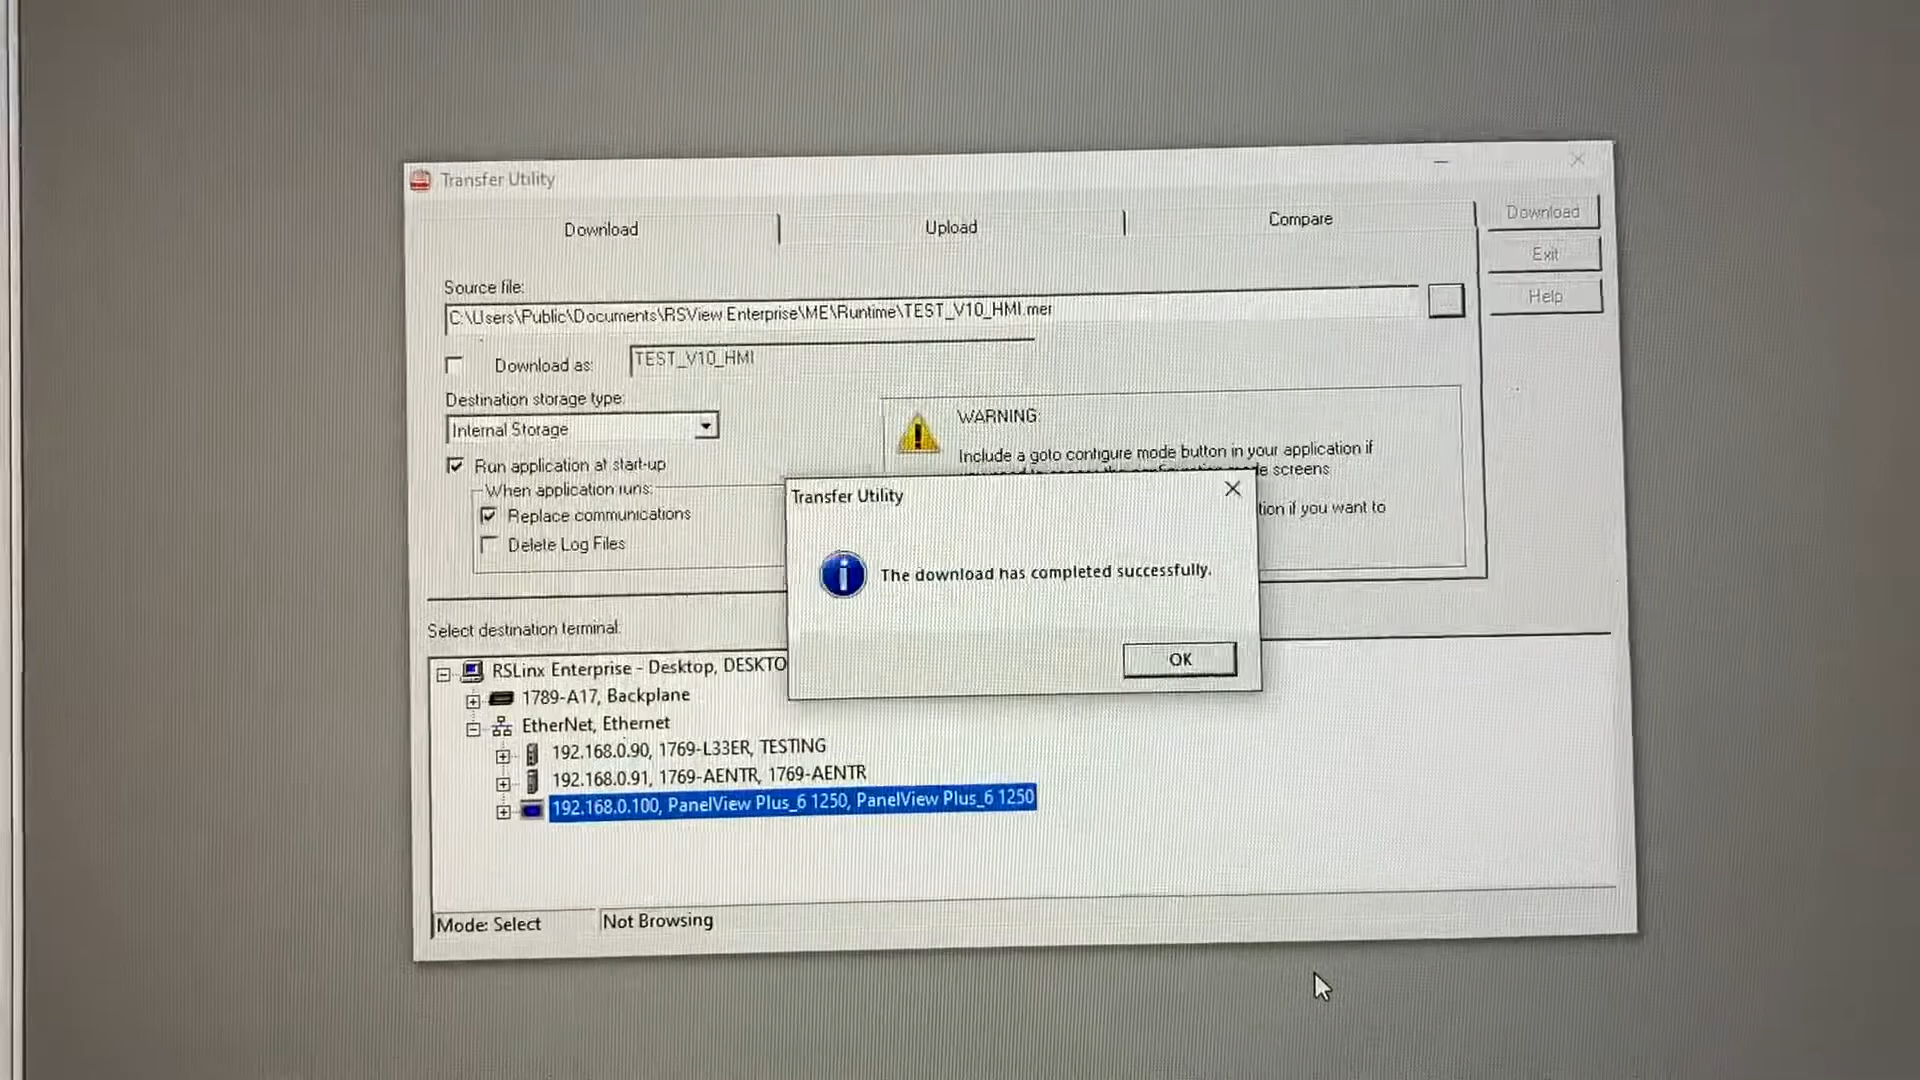 Transfer Utility
Download
Upload
Compare
Download
Exit
Help
Source file:
C:\Users\Public\Documents\RSView Enterprise\ME\Runtime\TEST_V10_HMI.mer
...
Download as:
TEST_V10_HMI
Destination storage type:
Internal Storage
Run application at start-up
When application runs:
Replace communications
Delete Log Files
WARNING:
Include a goto configure mode button in your application if
screens
tion if you want to
Transfer Utility
The download has completed successfully.
OK
Select destination terminal:
RSLinx Enterprise - Desktop, DESKTO
1789-A17, Backplane
EtherNet, Ethernet
192.168.0.90, 1769-L33ER, TESTING
192.168.0.91, 1769-AENTR, 1769-AENTR
192.168.0.100, PanelView Plus_6 1250, PanelView Plus_6 1250
Mode: Select
Not Browsing